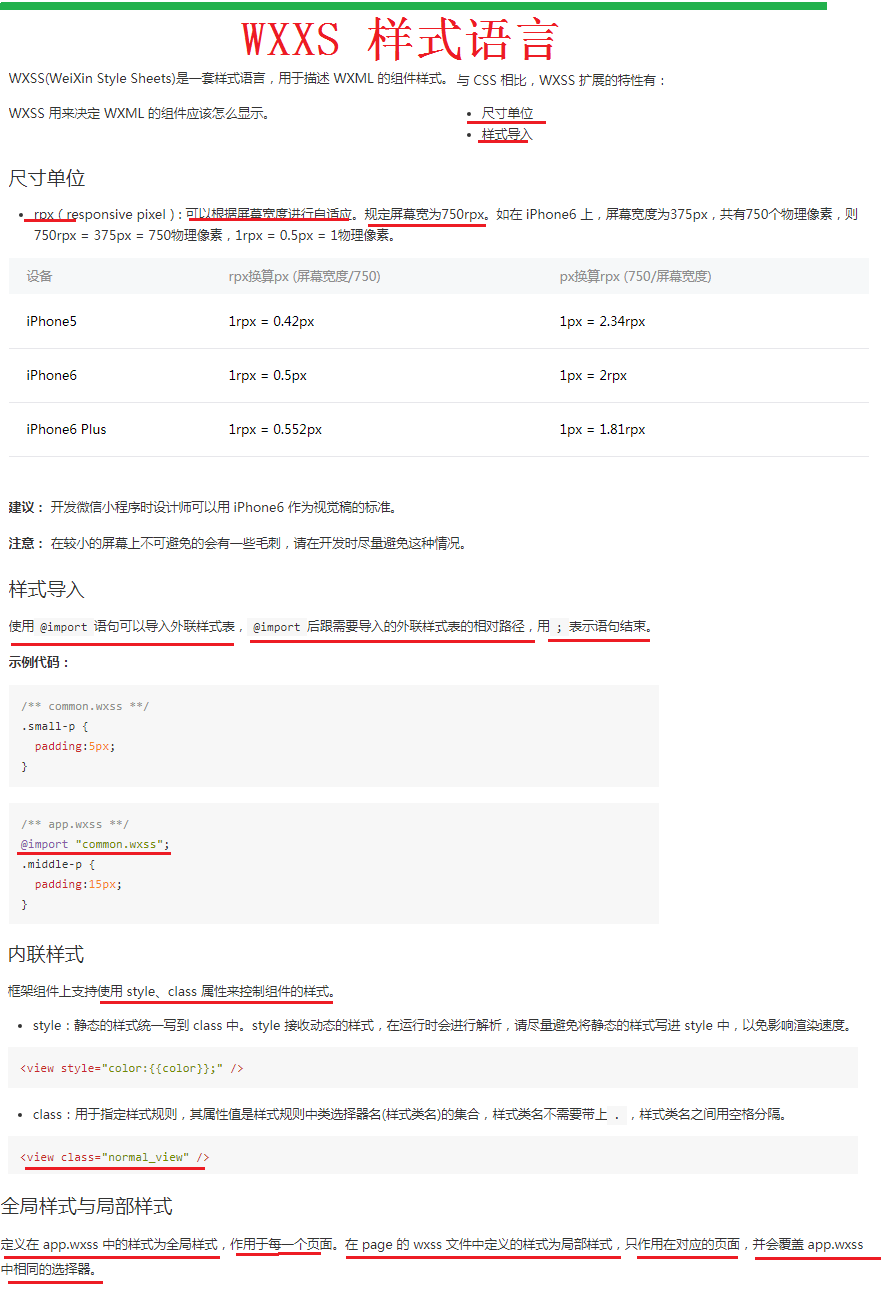 WXXS 样式语言
WXSS(WeiXin Style Sheets)是一套样式语言，用于描述 WXML 的组件样式。
WXSS 用来决定 WXML 的组件应该怎么显示。
与 CSS 相比，WXSS 扩展的特性有：
• 尺寸单位
• 样式导入
尺寸单位
• rpx（responsive pixel）: 可以根据屏幕宽度进行自适应。规定屏幕宽为750rpx。如在 iPhone6 上，屏幕宽度为375px，共有750个物理像素，则
750rpx = 375px = 750物理像素，1rpx = 0.5px = 1物理像素。
设备 rpx换算px (屏幕宽度/750) px换算rpx (750/屏幕宽度)
iPhone5 1rpx = 0.42px 1px = 2.34rpx
iPhone6 1rpx = 0.5px 1px = 2rpx
iPhone6 Plus 1rpx = 0.552px 1px = 1.81rpx
建议： 开发微信小程序时设计师可以用 iPhone6 作为视觉稿的标准。
注意： 在较小的屏幕上不可避免的会有一些毛刺，请在开发时尽量避免这种情况。
样式导入
使用 @import 语句可以导入外联样式表， @import 后跟需要导入的外联样式表的相对路径，用 ; 表示语句结束。
示例代码：
/** common.wxss **/
.small-p {
  padding:5px;
}
/** app.wxss **/
@import "common.wxss";
.middle-p {
  padding:15px;
}
内联样式
框架组件上支持使用 style、class 属性来控制组件的样式。
• style：静态的样式统一写到 class 中。style 接收动态的样式，在运行时会进行解析，请尽量避免将静态的样式写进 style 中，以免影响渲染速度。
<view style="color:{{color}};" />
• class：用于指定样式规则，其属性值是样式规则中类选择器名(样式类名)的集合，样式类名不需要带上 . ，样式类名之间用空格分隔。
<view class="normal_view" />
全局样式与局部样式
定义在 app.wxss 中的样式为全局样式，作用于每一个页面。在 page 的 wxss 文件中定义的样式为局部样式，只作用在对应的页面，并会覆盖 app.wxss
中相同的选择器。